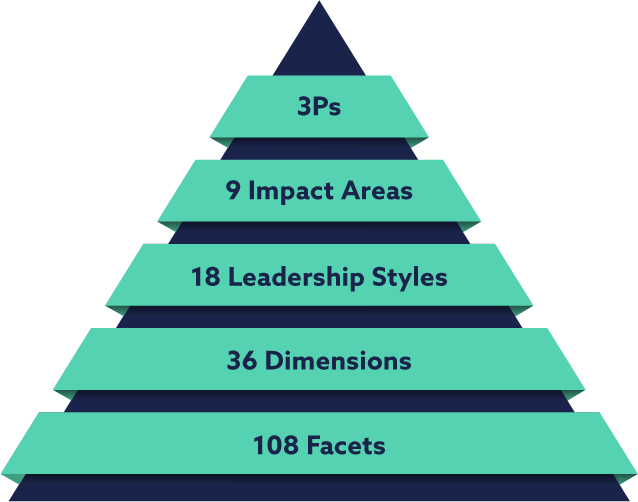 3Ps
9 Impact Areas
18 Leadership Styles
36 Dimensions
108 Facets